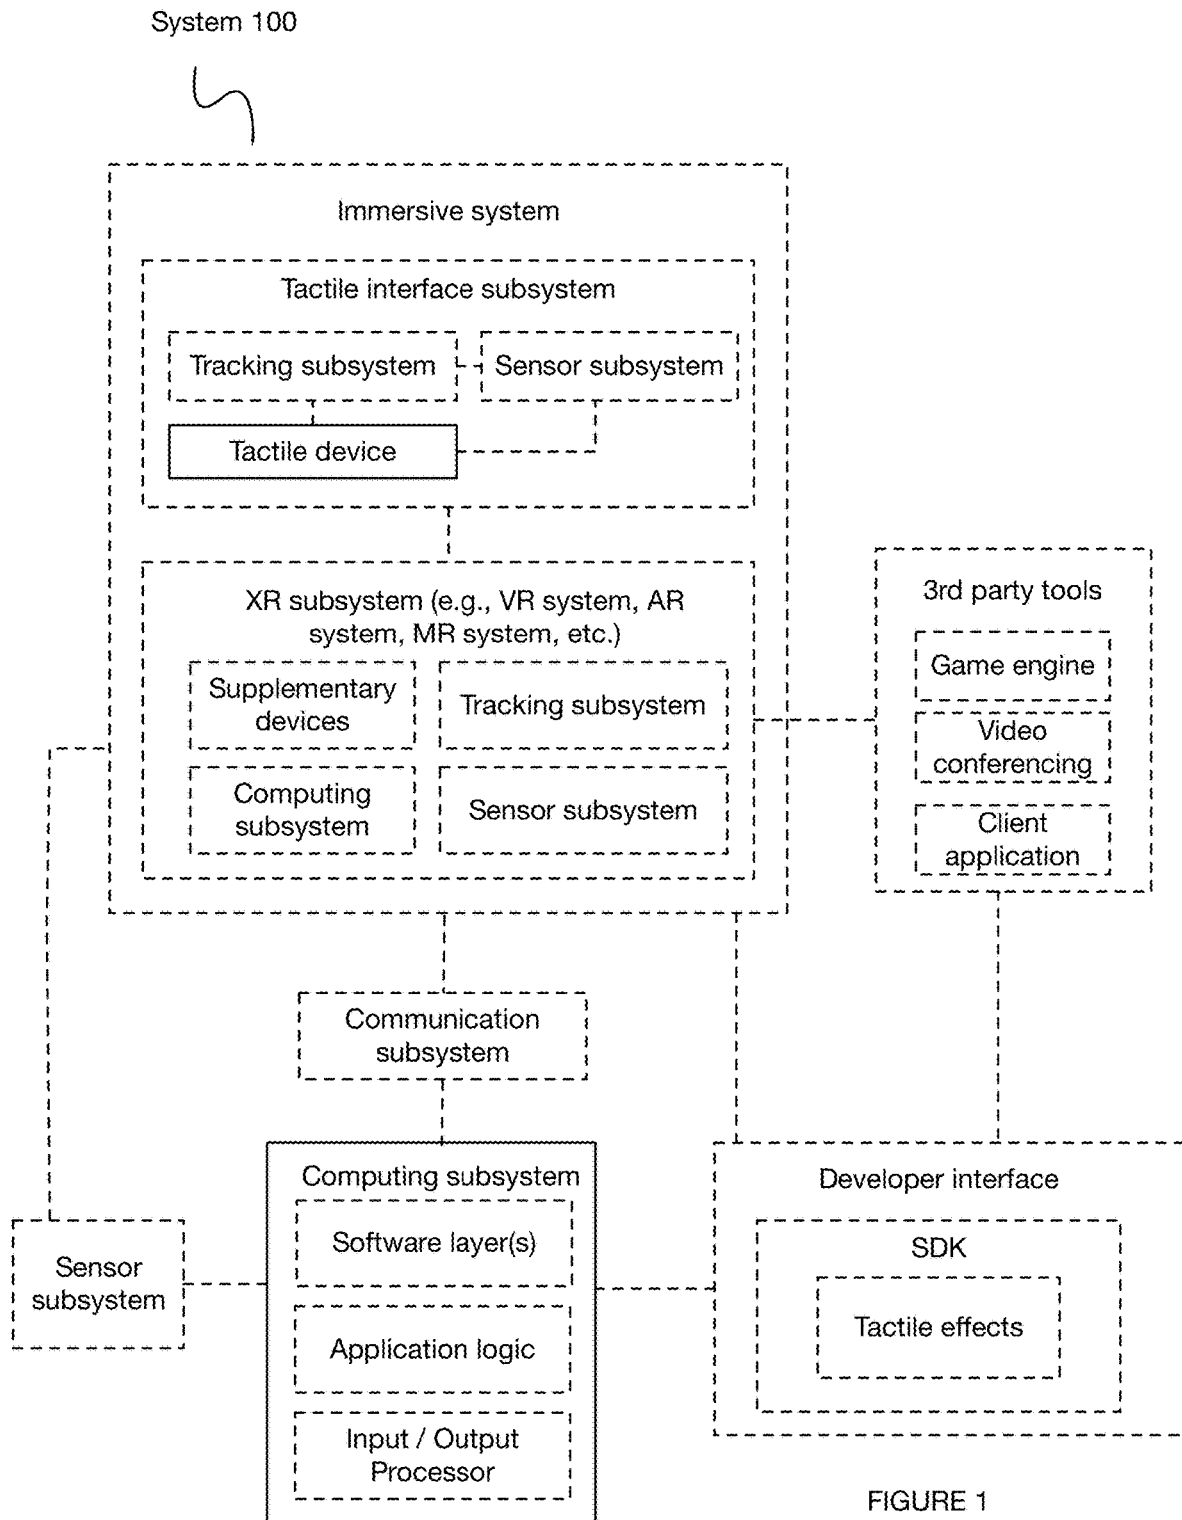 System 100
Immersive system
Tactile interface subsystem
Tracking subsystem
Sensor subsystem
Tactile device
XR subsystem (e.g., VR system, AR
system, MR system, etc.)
Supplementary
devices
Tracking subsystem
Computing
subsystem
Sensor subsystem
3rd party tools
Game engine
Video
conferencing
Client
application
Communication
subsystem
Computing subsystem
Software layer(s)
Application logic
Input / Output
Processor
Sensor
subsystem
Developer interface
SDK
Tactile effects
FIGURE 1